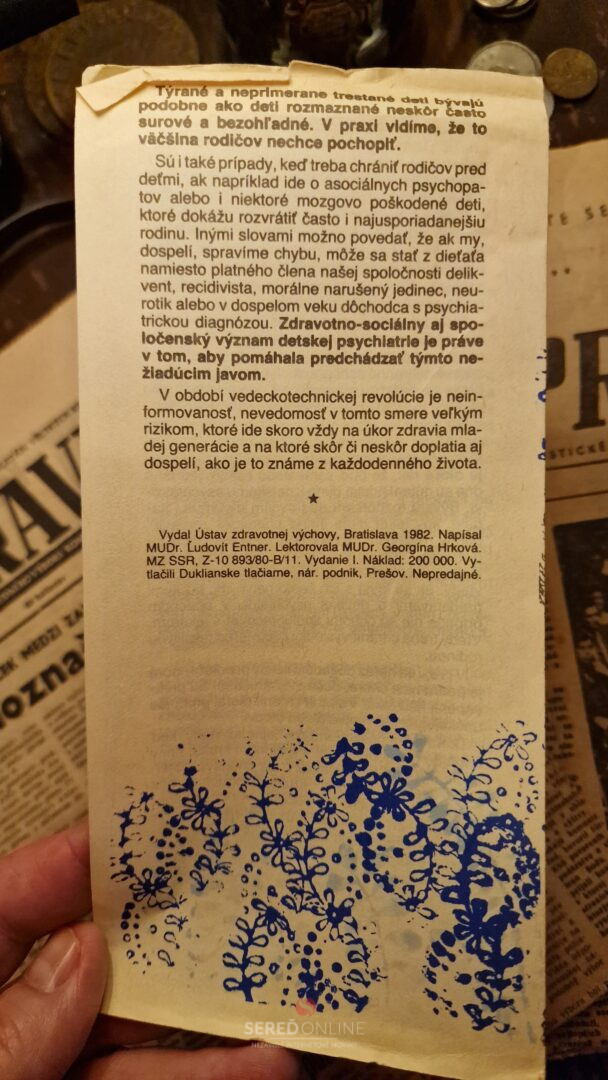 Týrané a neprimerane trestané deti bývajú
podobne ako deti rozmaznané neskôr často
surové a bezohľadné. V praxi vidíme, že to
väčšina rodičov nechce pochopiť.
Sú i také prípady, keď treba chrániť rodičov pred
deťmi, ak napríklad ide o asociálnych psychopa-
tov alebo i niektoré mozgovo poškodené deti,
ktoré dokážu rozvrátiť často i najusporiadanejšiu
rodinu. Inými slovami možno povedať, že ak my,
dospelí, spravíme chybu, môže sa stať z dieťaťa
namiesto platného člena našej spoločnosti delik-
vent, recidivista, morálne narušený jedinec, neu-
rotik alebo v dospelom veku dôchodca s psychia-
trickou diagnózou. Zdravotno-sociálny aj spo-
ločenský význam detskej psychiatrie je práve
v tom, aby pomáhala predchádzať týmto ne-
žiadúcim javom.
V období vedeckotechnickej revolúcie je nein-
formovanosť, nevedomosť v tomto smere veľkým
rizikom, ktoré ide skoro vždy na úkor zdravia mla-
dej generácie a na ktoré skôr či neskôr doplatia aj
dospelí, ako je to známe z každodenného života.
★
Vydal Ústav zdravotnej výchovy, Bratislava 1982. Napísal
MUDr. Ľudovít Entner. Lektorovala MUDr. Georgína Hrková.
MZ SSR, Z-10 893/80-B/11. Vydanie I. Náklad: 200 000. Vy-
tlačili Duklianske tlačiarne, nár. podnik, Prešov. Nepredajné.
SEREĎONLINE